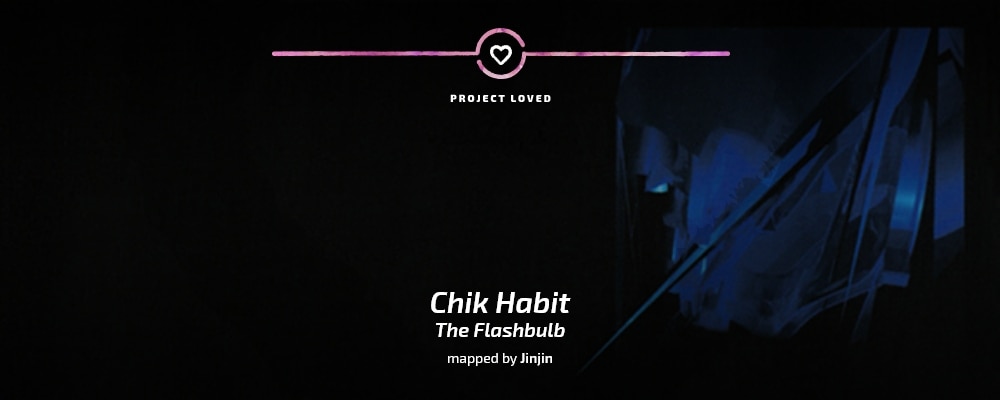 PROJECT LOVED
Chik Habit
The Flashbulb
mapped by Jinjin